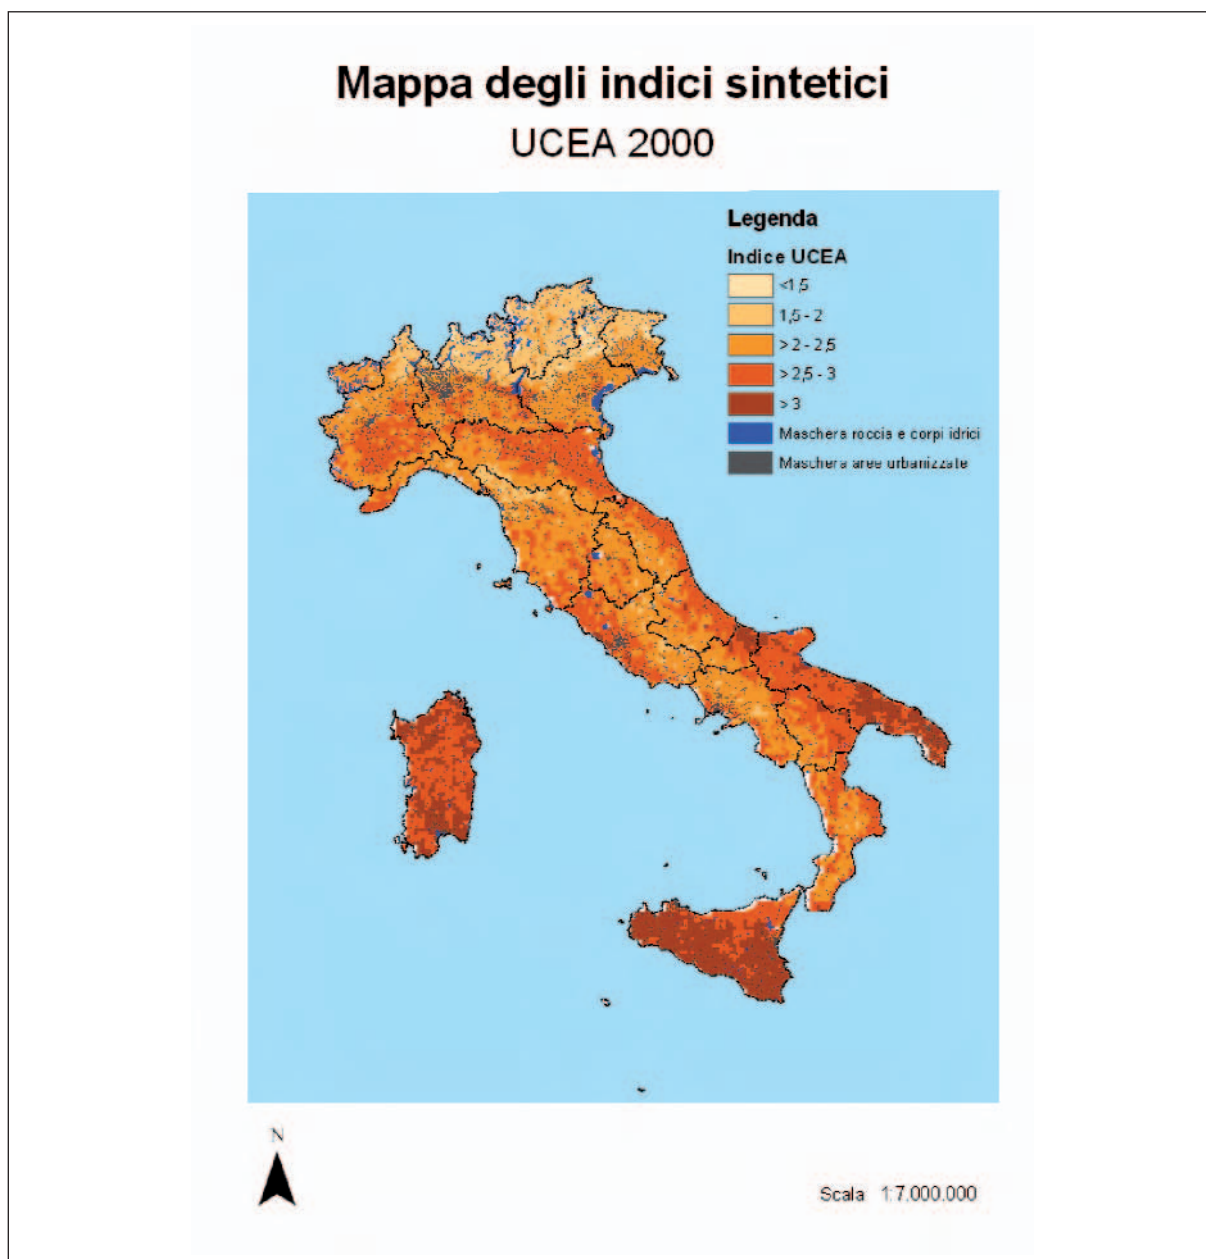 Mappa degli indici sintetici
UCEA 2000
Legenda
Indice UCEA
<1,5
1,5 - 2
> 2 - 2,5
> 2,5 - 3
> 3
Maschera roccia e corpi idrici
Maschera aree urbanizzate
N
Scala 1:7.000.000